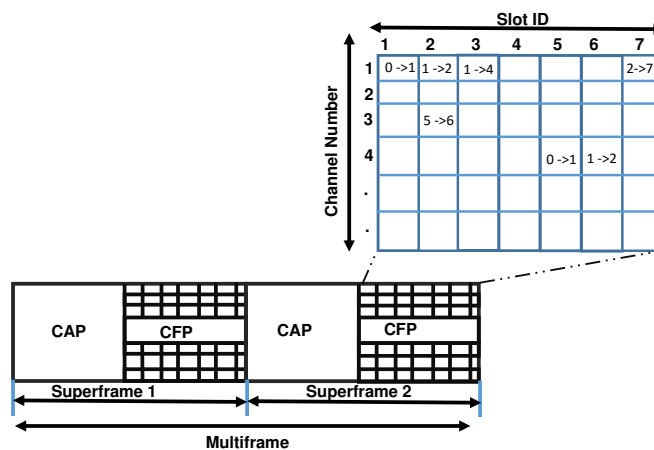 Slot ID
1 2 3 4 5 6 7
Channel Number
1 0 ->1 1 ->2 1 ->4 2->7
2
3 5 ->6
4 0 ->1 1 ->2
.
.
CAP CFP CAP CFP
Superframe 1 Superframe 2
Multiframe